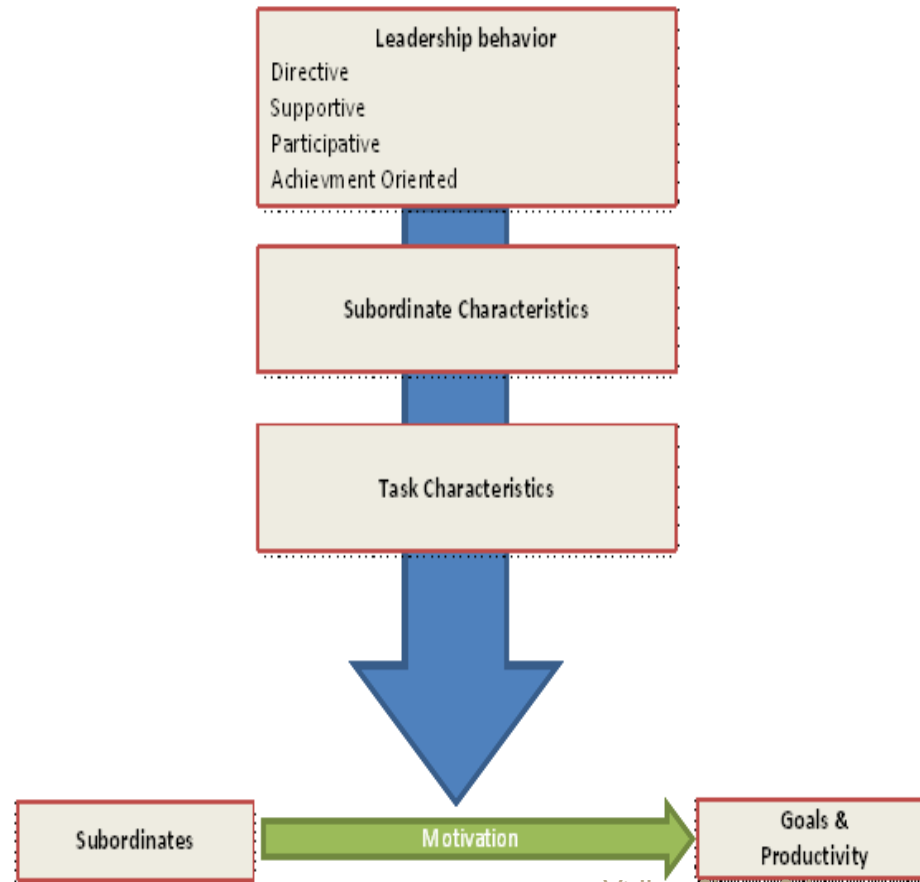 Leadership behavior
Directive
Supportive
Participative
Achievment Oriented
Subordinate Characteristics
Task Characteristics
Subordinates
Motivation
Goals &
Productivity